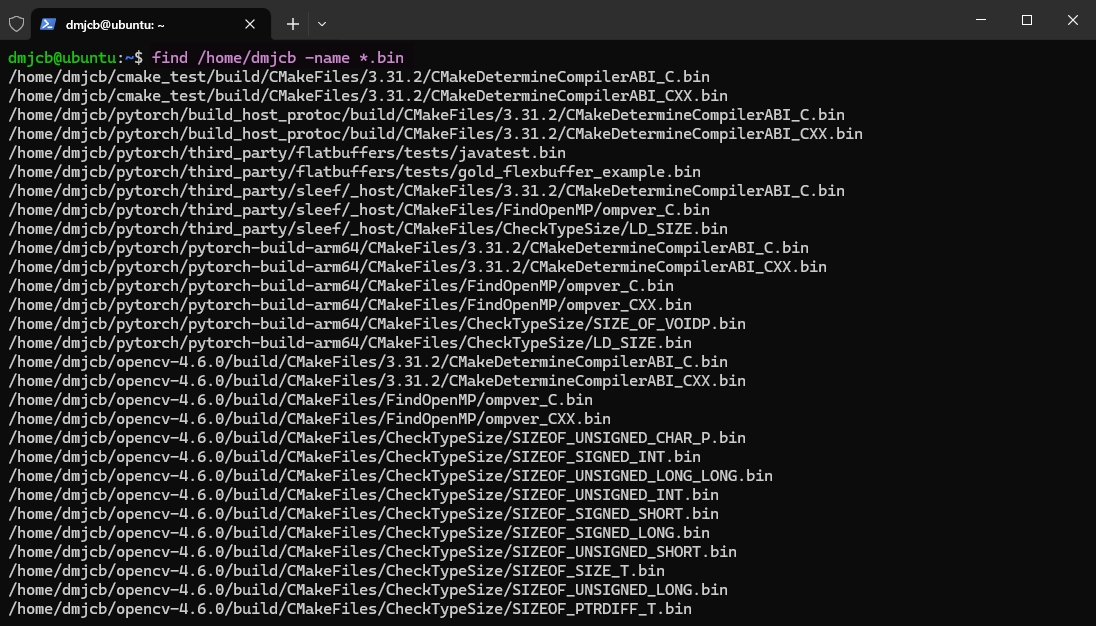 dmjcb@ubuntu: ~
dmjcb@ubuntu:~$ find /home/dmjcb -name *.bin
/home/dmjcb/cmake_test/build/CMakeFiles/3.31.2/CMakeDetermineCompilerABI_C.bin
/home/dmjcb/cmake_test/build/CMakeFiles/3.31.2/CMakeDetermineCompilerABI_CXX.bin
/home/dmjcb/pytorch/build_host_protoc/build/CMakeFiles/3.31.2/CMakeDetermineCompilerABI_C.bin
/home/dmjcb/pytorch/build_host_protoc/build/CMakeFiles/3.31.2/CMakeDetermineCompilerABI_CXX.bin
/home/dmjcb/pytorch/third_party/flatbuffers/tests/javatest.bin
/home/dmjcb/pytorch/third_party/flatbuffers/tests/gold_flexbuffer_example.bin
/home/dmjcb/pytorch/third_party/sleef/_host/CMakeFiles/3.31.2/CMakeDetermineCompilerABI_C.bin
/home/dmjcb/pytorch/third_party/sleef/_host/CMakeFiles/FindOpenMP/ompver_C.bin
/home/dmjcb/pytorch/third_party/sleef/_host/CMakeFiles/CheckTypeSize/LD_SIZE.bin
/home/dmjcb/pytorch/pytorch-build-arm64/CMakeFiles/3.31.2/CMakeDetermineCompilerABI_C.bin
/home/dmjcb/pytorch/pytorch-build-arm64/CMakeFiles/3.31.2/CMakeDetermineCompilerABI_CXX.bin
/home/dmjcb/pytorch/pytorch-build-arm64/CMakeFiles/FindOpenMP/ompver_C.bin
/home/dmjcb/pytorch/pytorch-build-arm64/CMakeFiles/FindOpenMP/ompver_CXX.bin
/home/dmjcb/pytorch/pytorch-build-arm64/CMakeFiles/CheckTypeSize/SIZE_OF_VOIDP.bin
/home/dmjcb/pytorch/pytorch-build-arm64/CMakeFiles/CheckTypeSize/LD_SIZE.bin
/home/dmjcb/opencv-4.6.0/build/CMakeFiles/3.31.2/CMakeDetermineCompilerABI_C.bin
/home/dmjcb/opencv-4.6.0/build/CMakeFiles/3.31.2/CMakeDetermineCompilerABI_CXX.bin
/home/dmjcb/opencv-4.6.0/build/CMakeFiles/FindOpenMP/ompver_C.bin
/home/dmjcb/opencv-4.6.0/build/CMakeFiles/FindOpenMP/ompver_CXX.bin
/home/dmjcb/opencv-4.6.0/build/CMakeFiles/CheckTypeSize/SIZEOF_UNSIGNED_CHAR_P.bin
/home/dmjcb/opencv-4.6.0/build/CMakeFiles/CheckTypeSize/SIZEOF_SIGNED_INT.bin
/home/dmjcb/opencv-4.6.0/build/CMakeFiles/CheckTypeSize/SIZEOF_UNSIGNED_LONG_LONG.bin
/home/dmjcb/opencv-4.6.0/build/CMakeFiles/CheckTypeSize/SIZEOF_UNSIGNED_INT.bin
/home/dmjcb/opencv-4.6.0/build/CMakeFiles/CheckTypeSize/SIZEOF_SIGNED_SHORT.bin
/home/dmjcb/opencv-4.6.0/build/CMakeFiles/CheckTypeSize/SIZEOF_SIGNED_LONG.bin
/home/dmjcb/opencv-4.6.0/build/CMakeFiles/CheckTypeSize/SIZEOF_UNSIGNED_SHORT.bin
/home/dmjcb/opencv-4.6.0/build/CMakeFiles/CheckTypeSize/SIZEOF_SIZE_T.bin
/home/dmjcb/opencv-4.6.0/build/CMakeFiles/CheckTypeSize/SIZEOF_UNSIGNED_LONG.bin
/home/dmjcb/opencv-4.6.0/build/CMakeFiles/CheckTypeSize/SIZEOF_PTRDIFF_T.bin